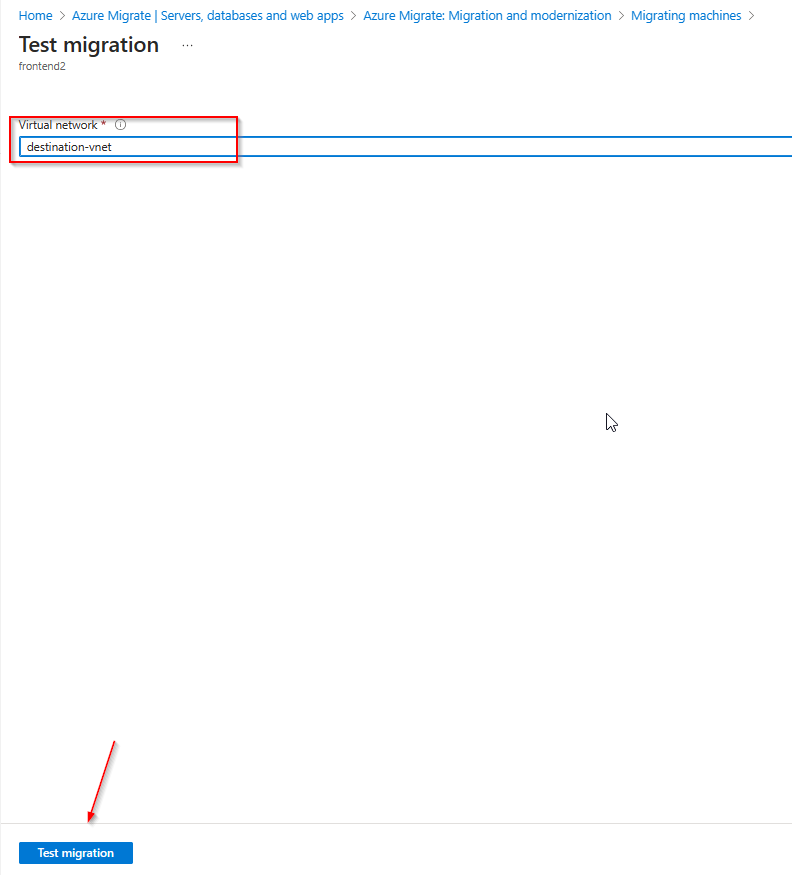 Home > Azure Migrate | Servers, databases and web apps > Azure Migrate: Migration and modernization > Migrating machines >
Test migration ...
frontend2
Virtual network *
destination-vnet
Test migration